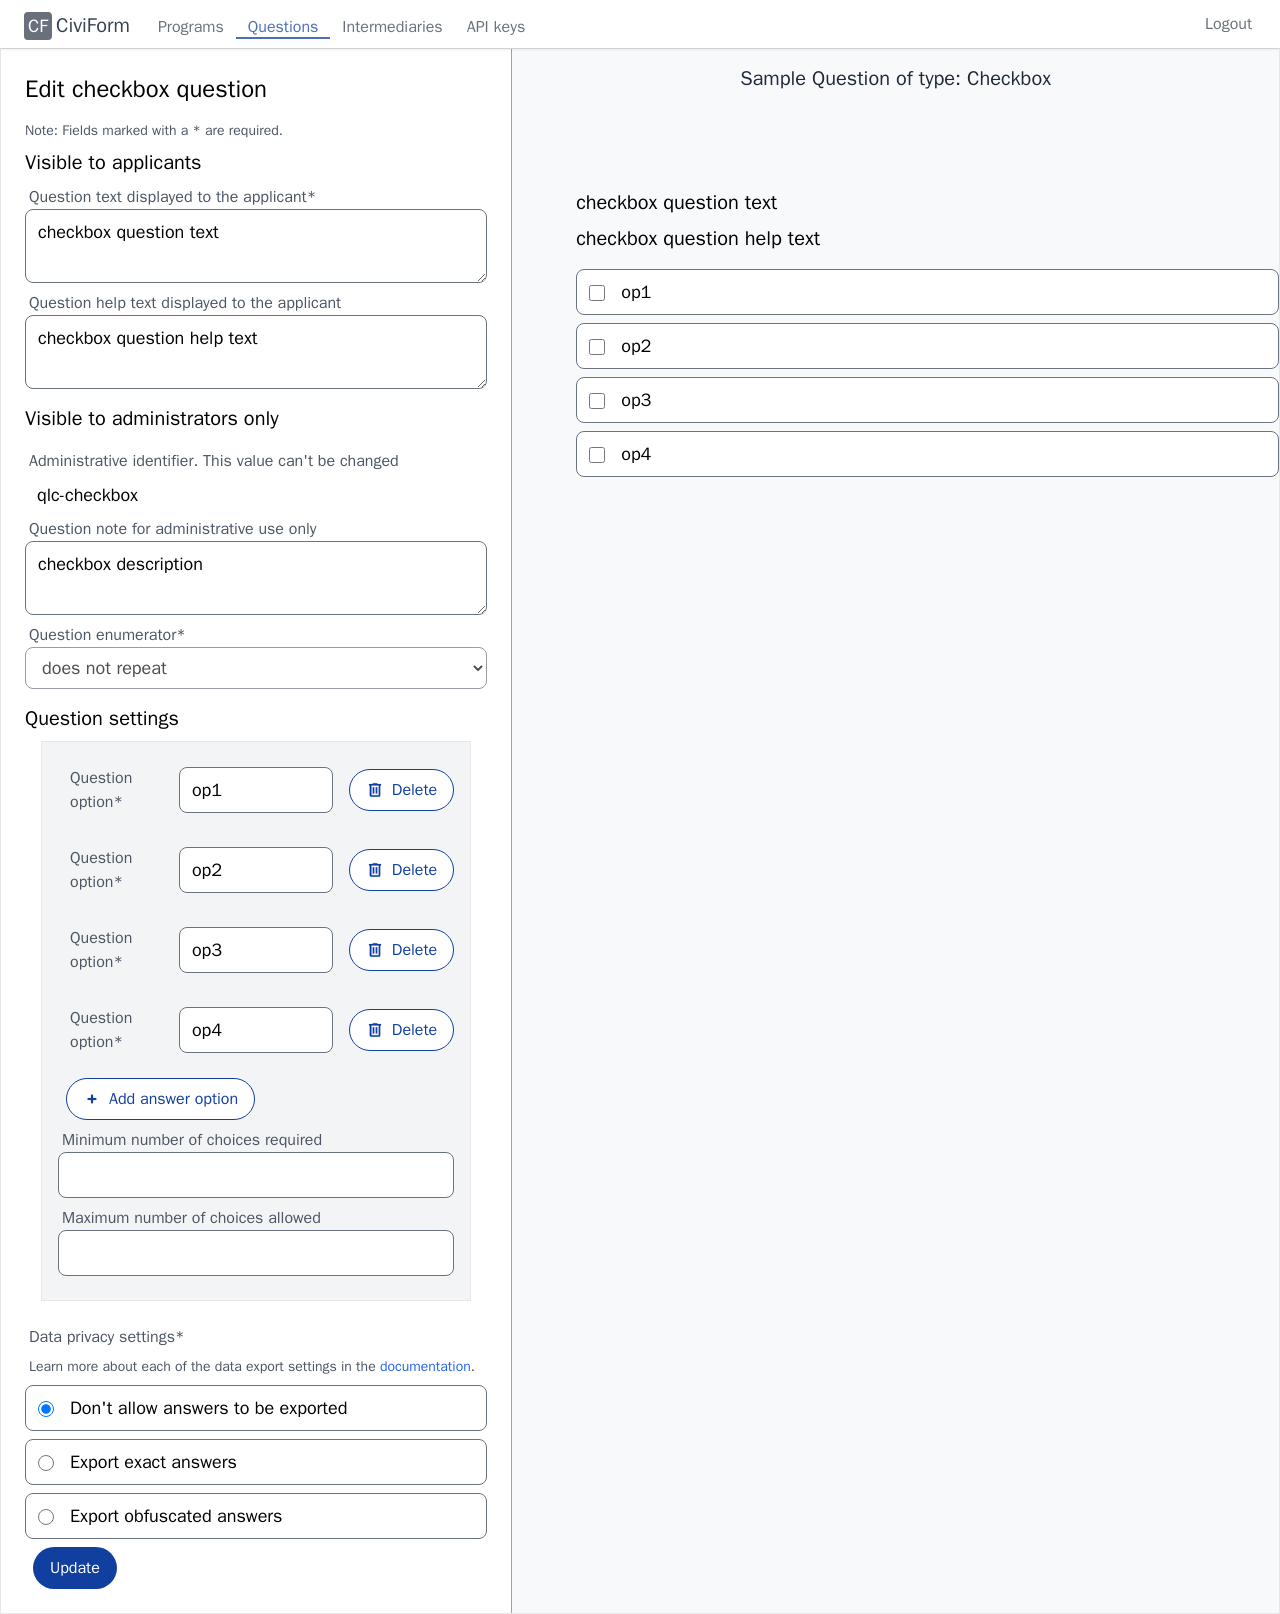 CF CiviForm Programs Questions Intermediaries API keys Logout
Edit checkbox question
Note: Fields marked with a * are required.
Visible to applicants
Question text displayed to the applicant*
checkbox question text
Question help text displayed to the applicant
checkbox question help text
Visible to administrators only
Administrative identifier. This value can't be changed
qlc-checkbox
Question note for administrative use only
checkbox description
Question enumerator*
does not repeat
Question settings
Question
option*
op1
Delete
Question
option*
op2
Delete
Question
option*
op3
Delete
Question
option*
op4
Delete
+ Add answer option
Minimum number of choices required
Maximum number of choices allowed
Data privacy settings*
Learn more about each of the data export settings in the documentation.
Don't allow answers to be exported
Export exact answers
Export obfuscated answers
Update
Sample Question of type: Checkbox
checkbox question text
checkbox question help text
op1
op2
op3
op4